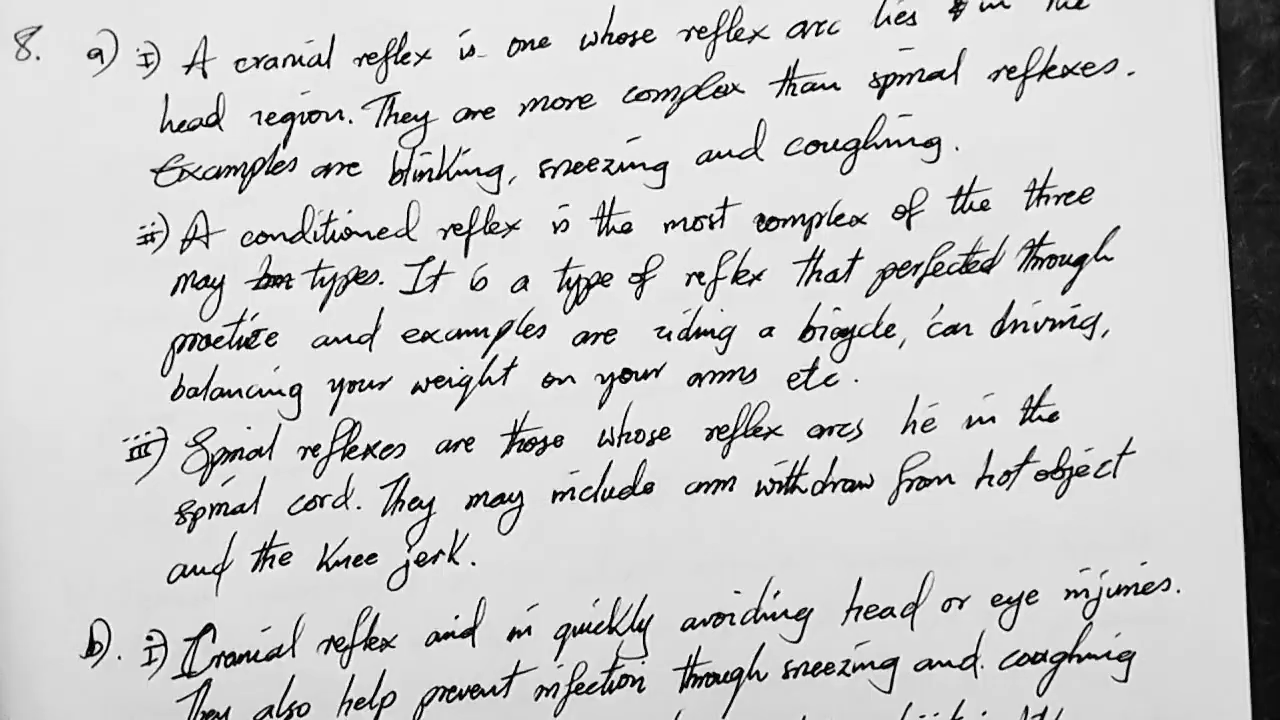 8. a) i) A cranial reflex is one whose reflex arc lies in the
head region. They are more complex than spinal reflexes.
Examples are blinking, sneezing and coughing.
ii) A conditioned reflex is the most complex of the three
may types. It is a type of reflex that perfected through
practice and examples are riding a bicycle, car driving,
balancing your weight on your arms etc.
iii) Spinal reflexes are those whose reflex arcs lie in the
spinal cord. They may include arm withdraw from hot object
and the knee jerk.
b). i) Cranial reflex aid in quickly avoiding head or eye injuries.
They also help prevent infection through sneezing and coughing